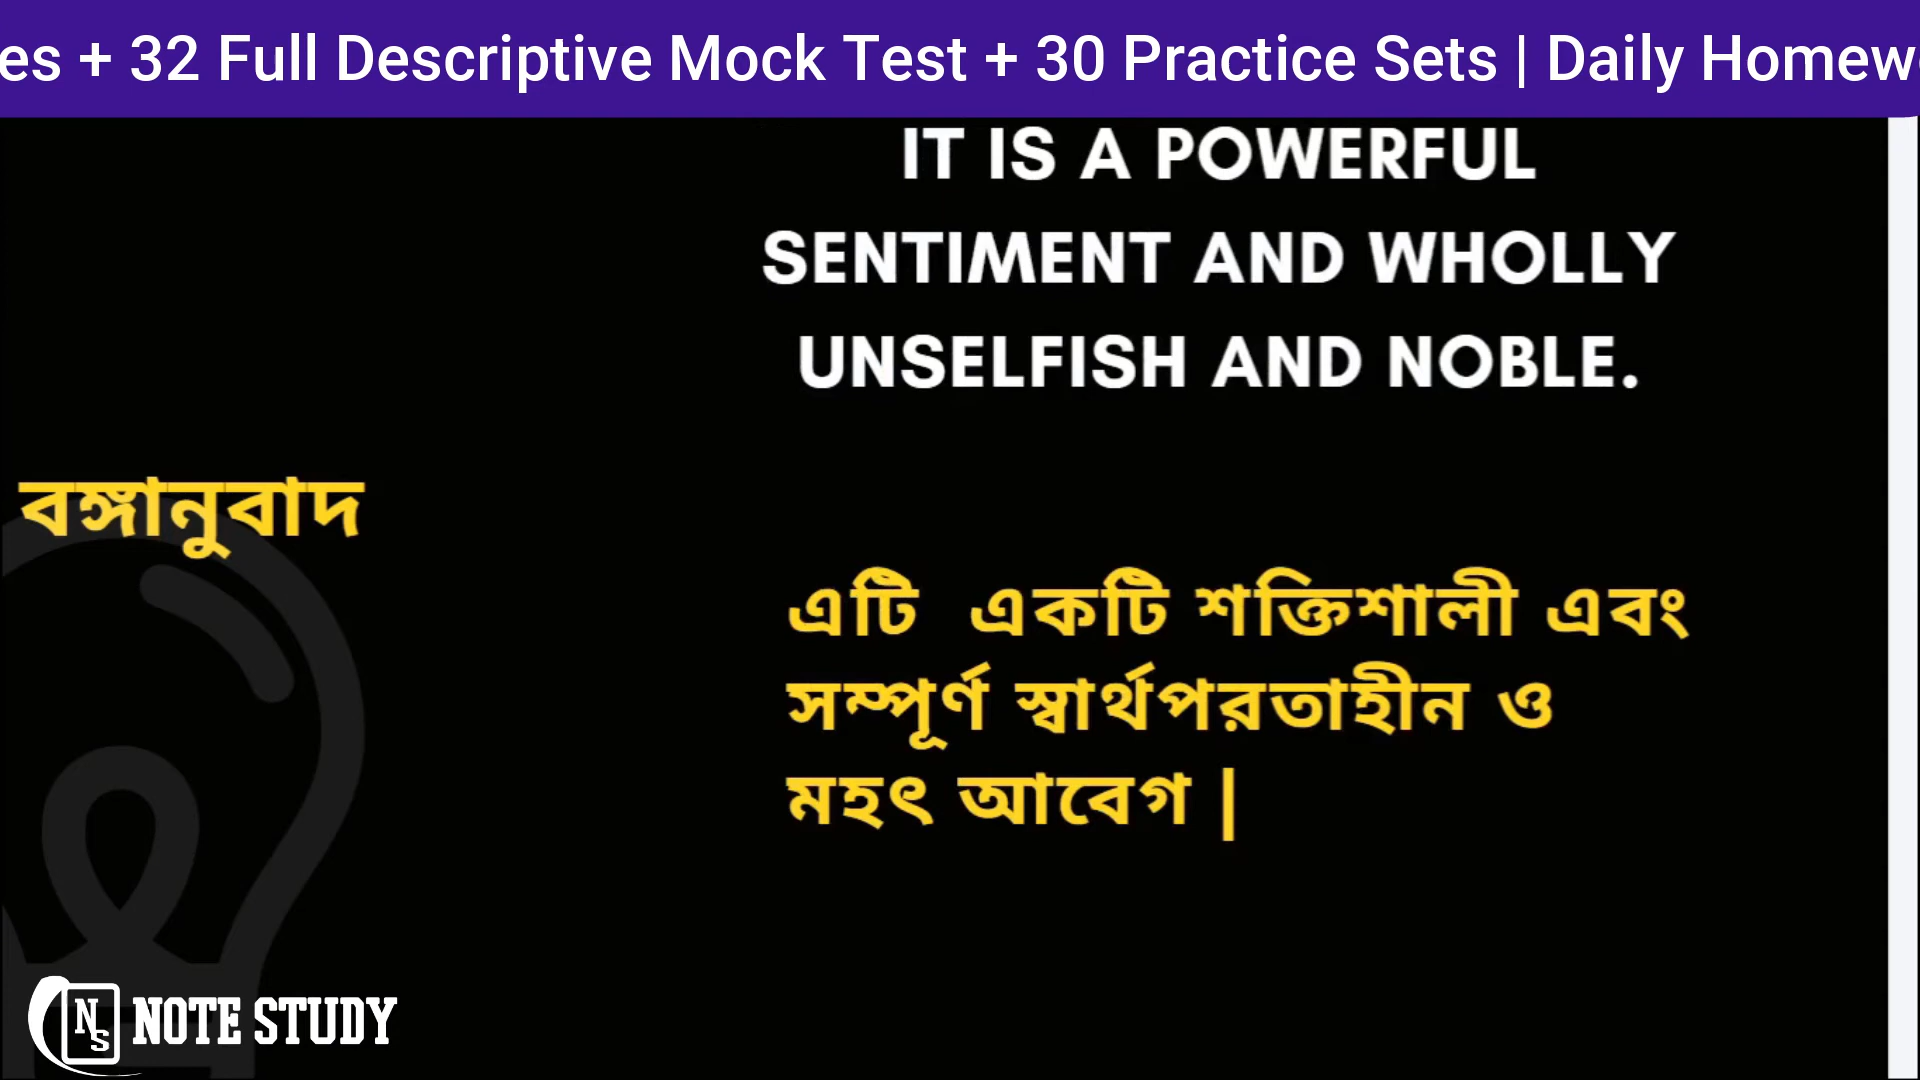 es + 32 Full Descriptive Mock Test + 30 Practice Sets | Daily Homew
IT IS A POWERFUL
SENTIMENT AND WHOLLY
UNSELFISH AND NOBLE.
বঙ্গানুবাদ
এটি একটি শক্তিশালী এবং
সম্পূর্ণ স্বার্থপরতাহীন ও
মহৎ আবেগ |
NS NOTE STUDY